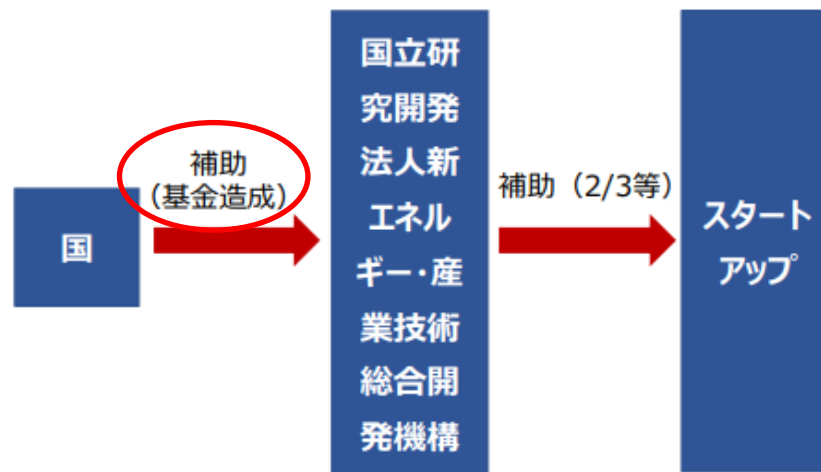 国
補助
（基金造成）
国立研
究開発
法人新
エネル
ギー・産
業技術
総合開
発機構
補助（2/3等）
スタート
アップ